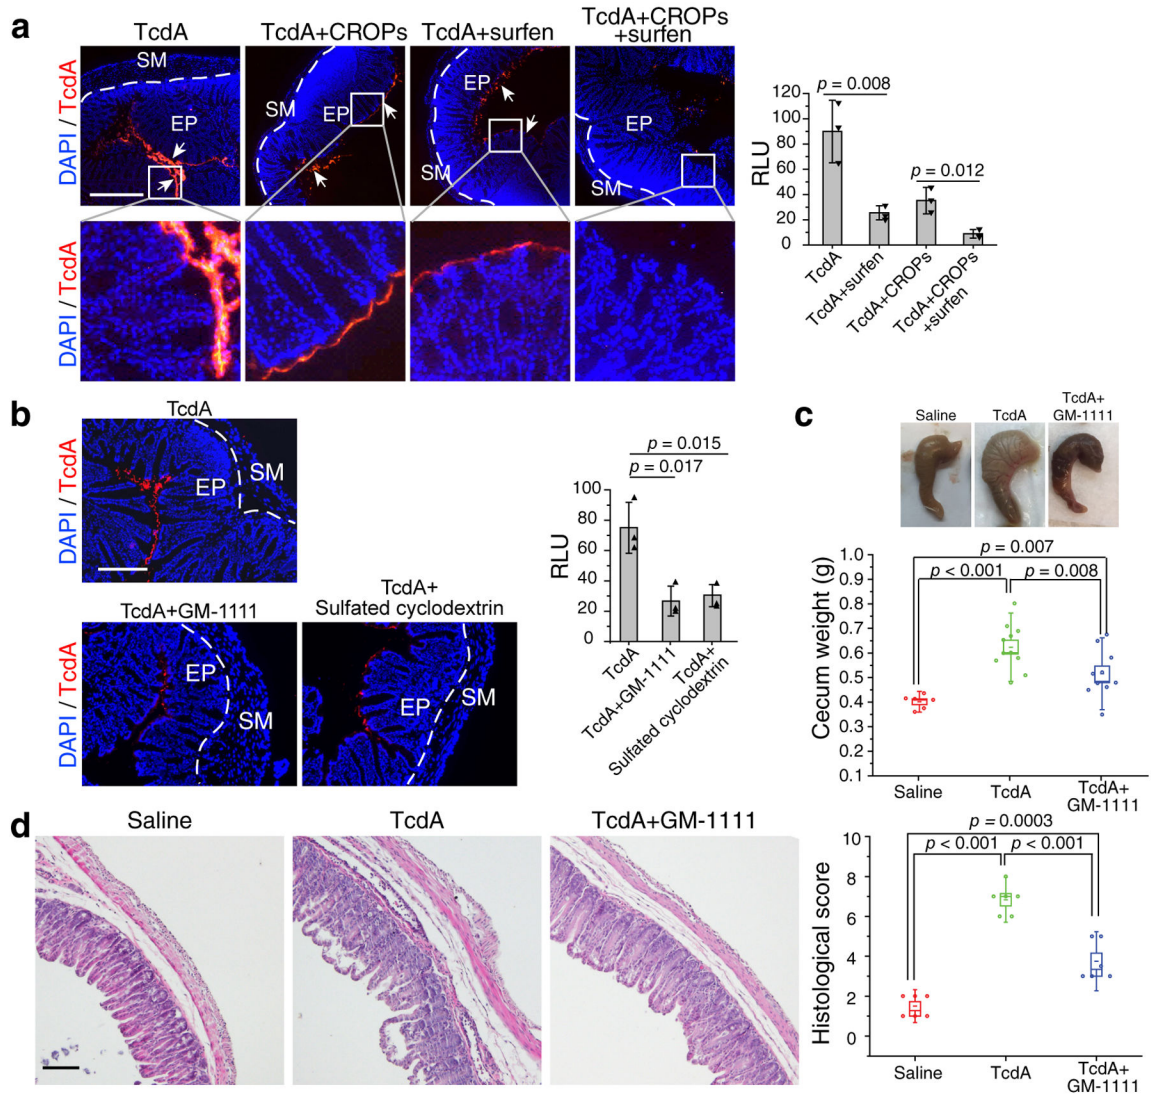 a
TcdA
TcdA+CROPs
TcdA+surfen
TcdA+CROPs
+surfen
DAPI / TcdA
SM
EP
SM
EP
EP
SM
EP
SM
DAPI / TcdA
RLU
120
100
80
60
40
20
0
p = 0.008
p = 0.012
TcdA
TcdA+surfen
TcdA+CROPs
TcdA+CROPs
+surfen
b
TcdA
DAPI / TcdA
EP
SM
TcdA+GM-1111
TcdA+
Sulfated cyclodextrin
DAPI / TcdA
EP
SM
EP
SM
p = 0.015
p = 0.017
RLU
100
80
60
40
20
0
TcdA
TcdA+GM-1111
TcdA+
Sulfated cyclodextrin
c
Saline
TcdA
TcdA+
GM-1111
Cecum weight (g)
1.0
0.9
0.8
0.7
0.6
0.5
0.4
0.3
0.2
0.1
p = 0.007
p < 0.001
p = 0.008
Saline
TcdA
TcdA+
GM-1111
d
Saline
TcdA
TcdA+GM-1111
Histological score
10
8
6
4
2
0
p = 0.0003
p < 0.001
p < 0.001
Saline
TcdA
TcdA+
GM-1111